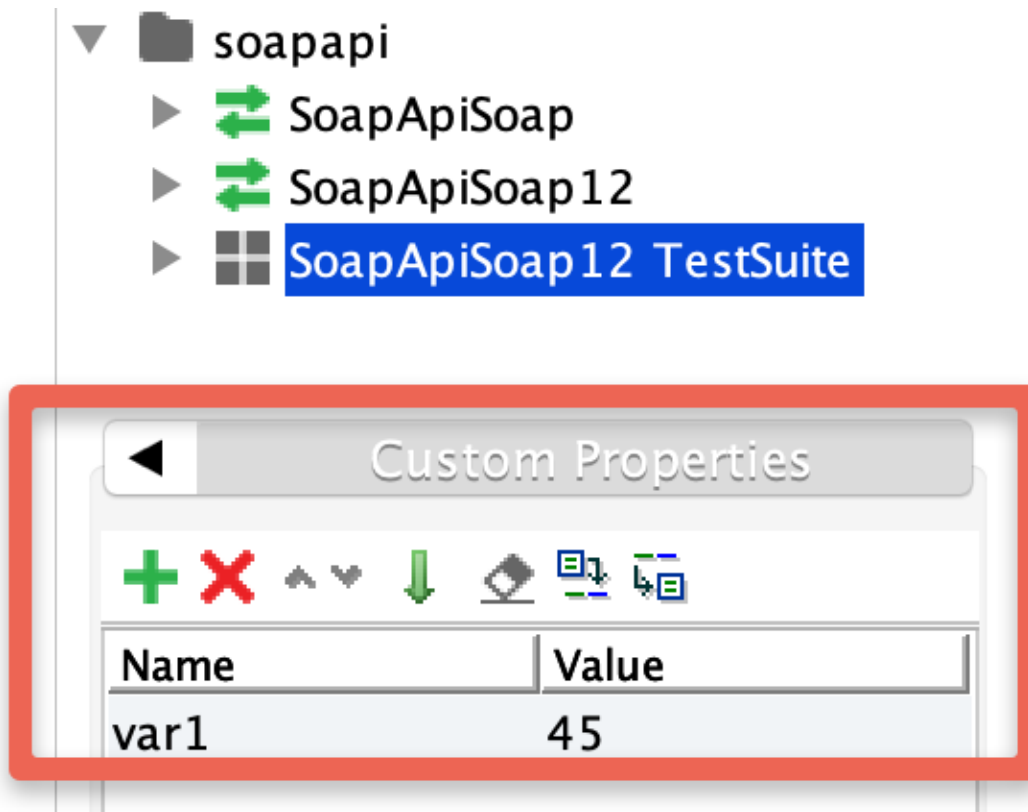 soapapi
SoapApiSoap
SoapApiSoap12
SoapApiSoap12 TestSuite
Custom Properties
Name Value
var1 45